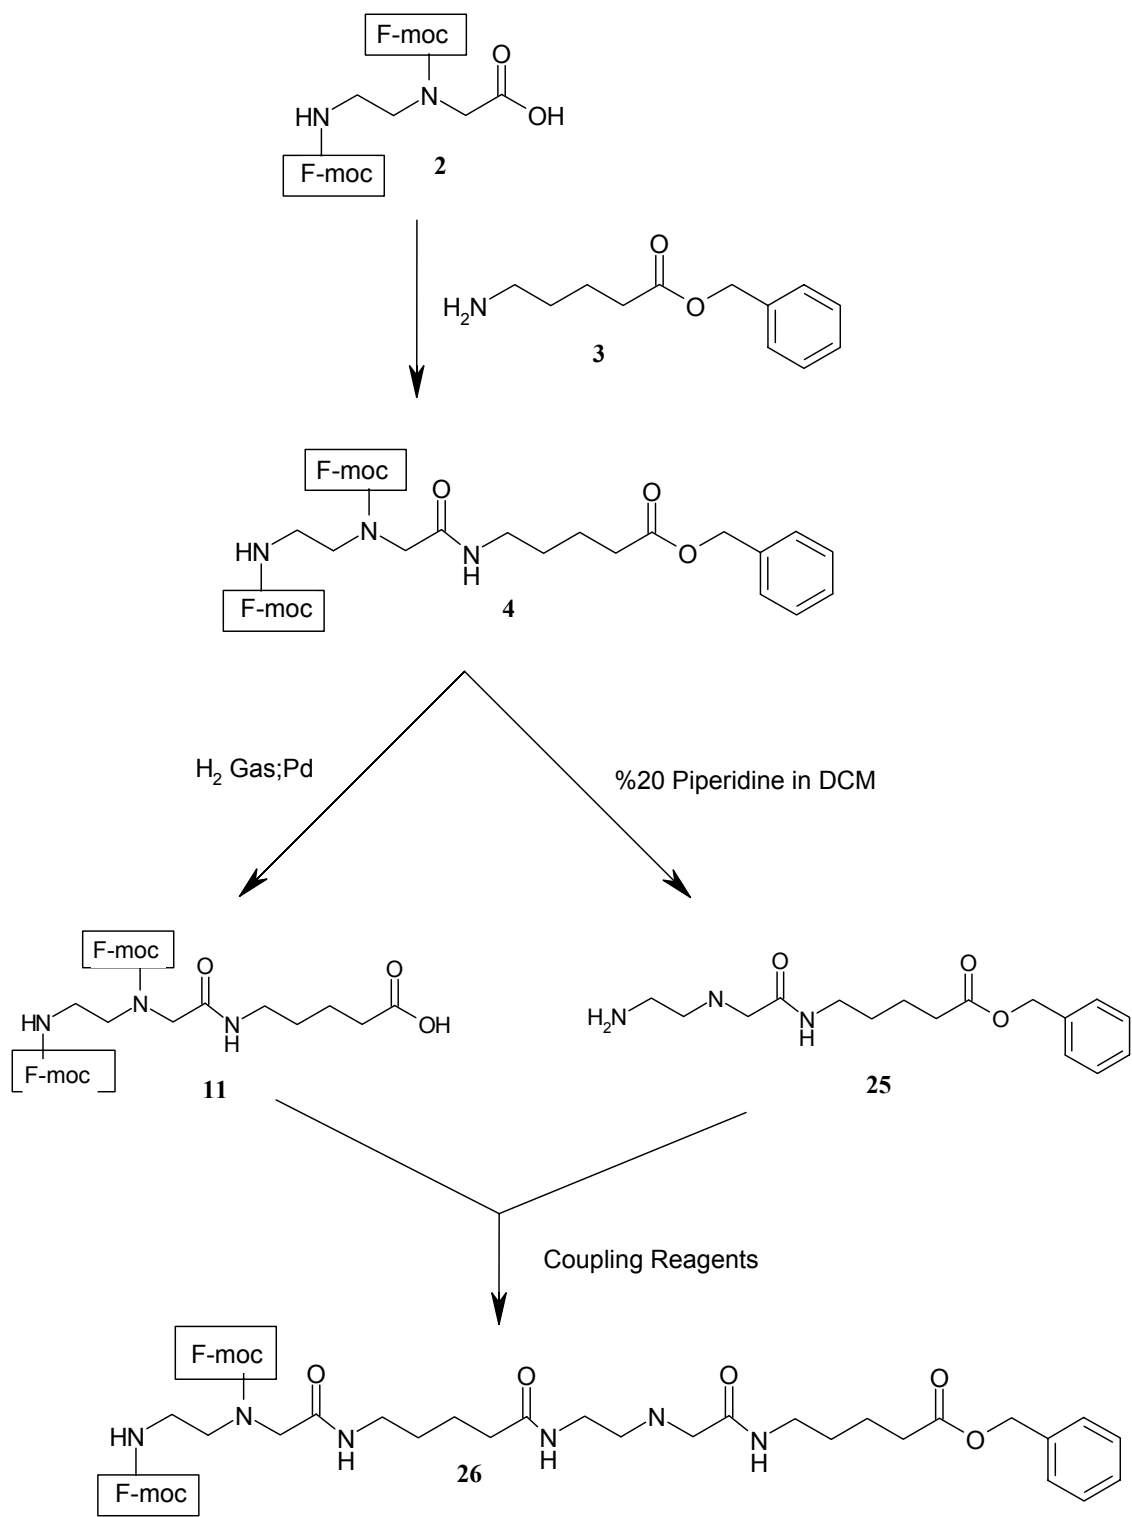 F-moc
O
N
HN
OH
F-moc
2
O
H2N
O
3
F-moc
O
O
N
HN
N
H
O
F-moc
4
H2 Gas;Pd
%20 Piperidine in DCM
F-moc
O
O
N
HN
N
H
OH
F-moc
11
O
O
N
H2N
N
H
O
25
Coupling Reagents
F-moc
O
O
O
O
N
N
HN
N
H
N
H
N
H
O
F-moc
26